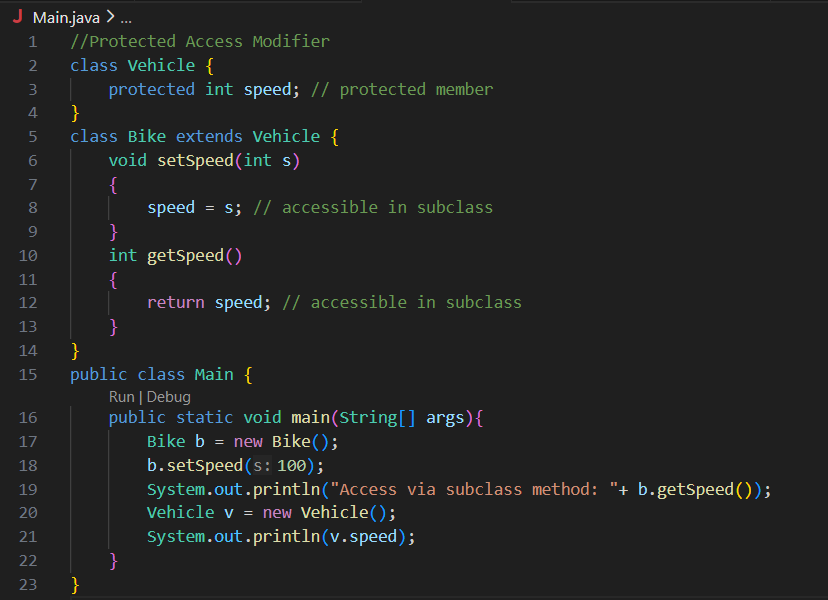 J Main.java > ...
1 //Protected Access Modifier
2 class Vehicle {
3     protected int speed; // protected member
4 }
5 class Bike extends Vehicle {
6     void setSpeed(int s)
7     {
8         speed = s; // accessible in subclass
9     }
10     int getSpeed()
11     {
12         return speed; // accessible in subclass
13     }
14 }
15 public class Main {
Run | Debug
16     public static void main(String[] args){
17         Bike b = new Bike();
18         b.setSpeed(s: 100);
19         System.out.println("Access via subclass method: "+ b.getSpeed());
20         Vehicle v = new Vehicle();
21         System.out.println(v.speed);
22     }
23 }